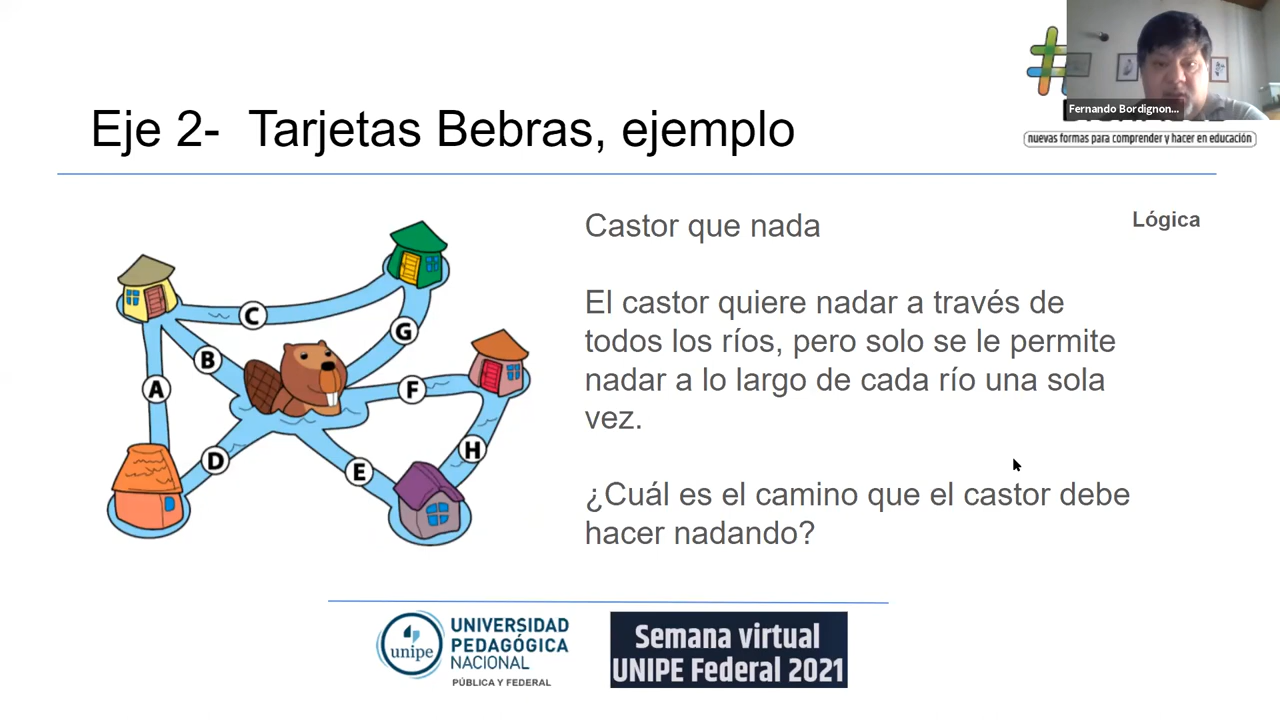 Fernando Bordignon...
Eje 2- Tarjetas Bebras, ejemplo
nuevas formas para comprender y hacer en educación
Castor que nada
Lógica
El castor quiere nadar a través de
todos los ríos, pero solo se le permite
nadar a lo largo de cada río una sola
vez.
¿Cuál es el camino que el castor debe
hacer nadando?
C
G
B
F
A
H
D
E
unipe
UNIVERSIDAD
PEDAGÓGICA
NACIONAL
PÚBLICA Y FEDERAL
Semana virtual
UNIPE Federal 2021